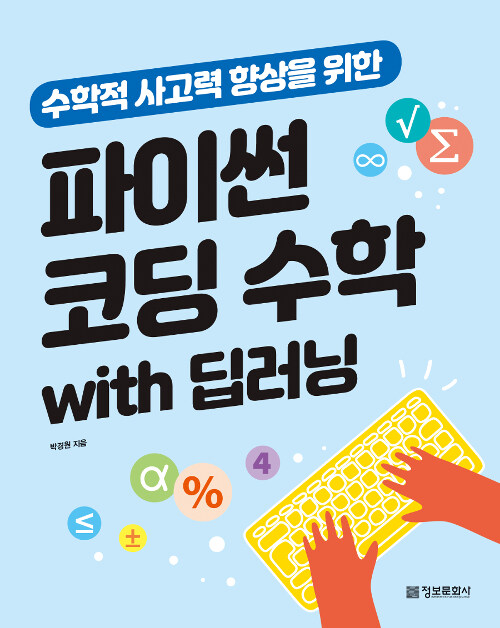 수학적 사고력 향상을 위한
√
Σ
∞
파이썬
코딩 수학
with 딥러닝
박경원 지음
4
α
%
≤
±
정보문화사